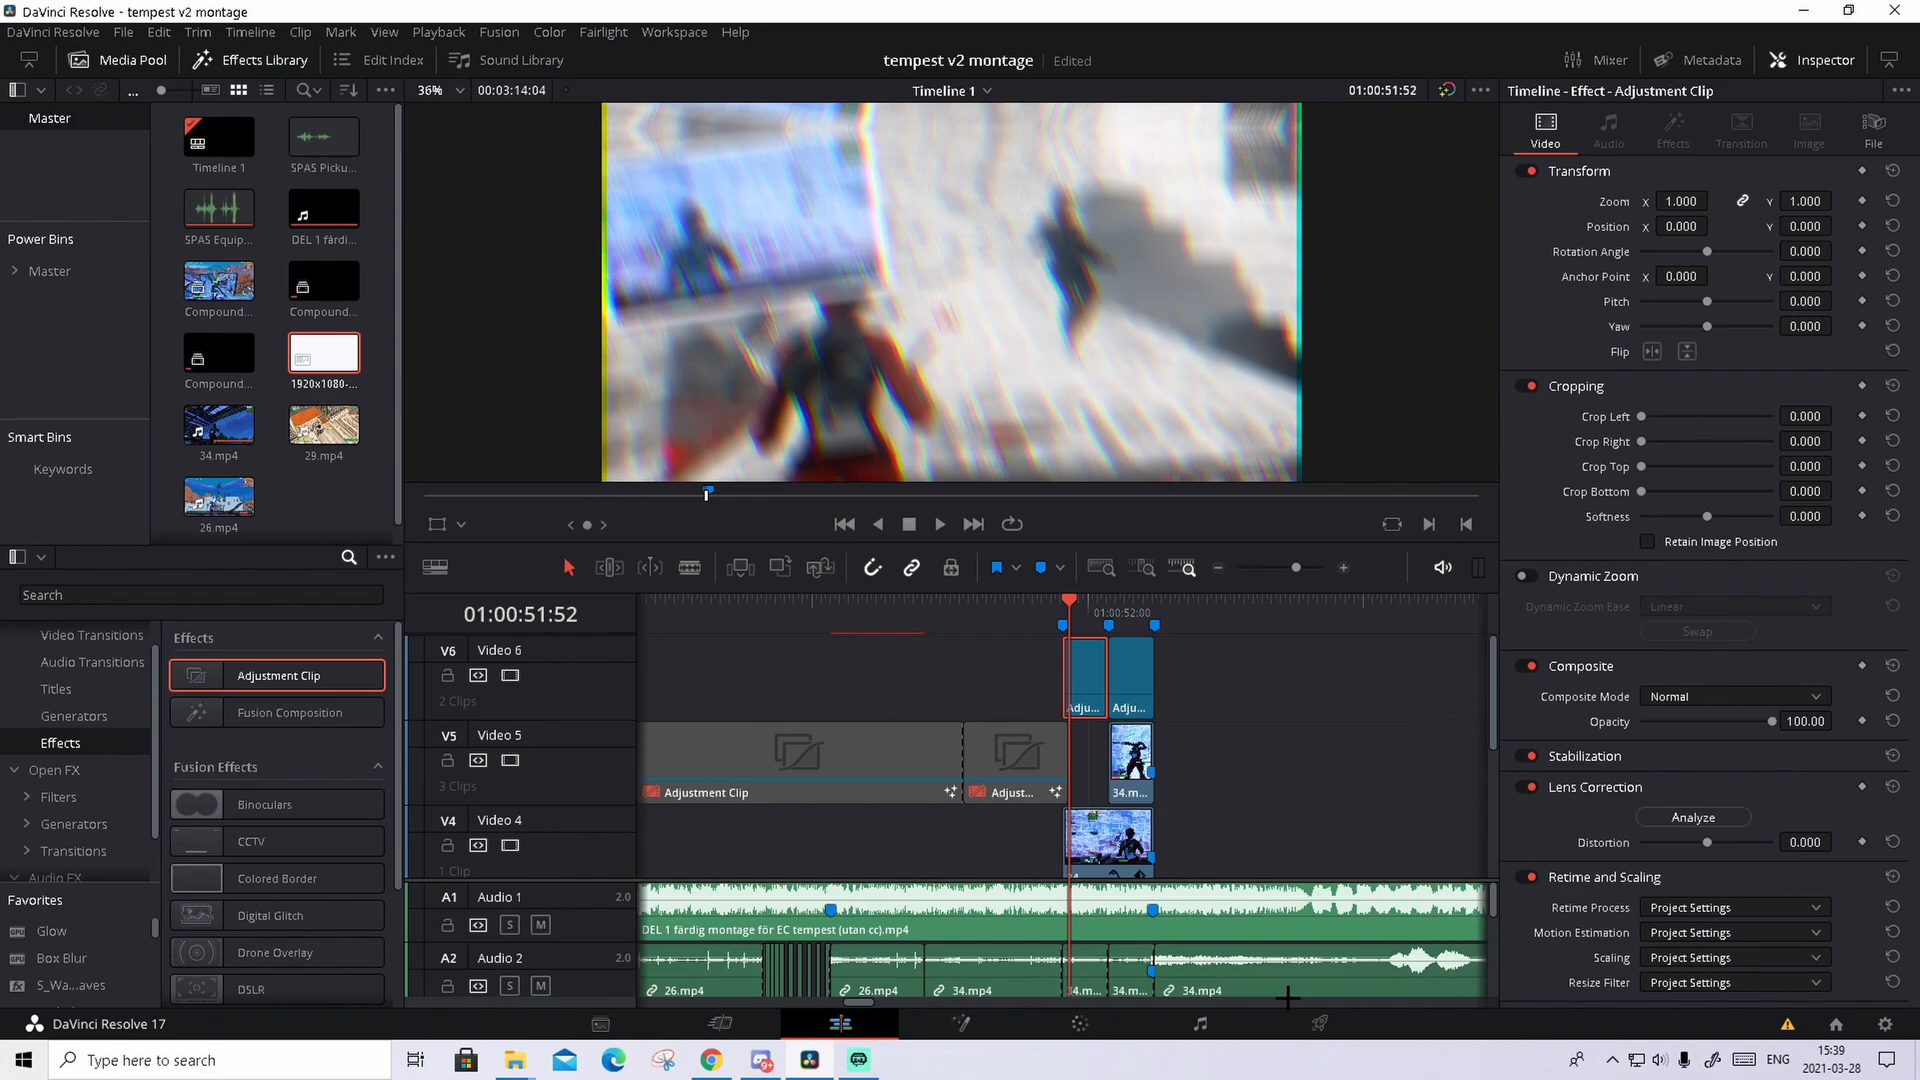 DaVinci Resolve - tempest v2 montage
DaVinci Resolve File Edit Trim Timeline Clip Mark View Playback Fusion Color Fairlight Workspace Help
Media Pool Effects Library Edit Index Sound Library tempest v2 montage Edited Mixer Metadata Inspector
... 36% 00:03:14:04 Timeline 1 01:00:51:52 Timeline - Effect - Adjustment Clip
Master
Power Bins
Master
Smart Bins
Keywords
Timeline 1 SPAS Picku...
SPAS Equip... DEL 1 färdi...
Compound... Compound...
Compound... 1920x1080-...
34.mp4 29.mp4
26.mp4
Video Audio Effects Transition Image File
Transform
Zoom X 1.000 Y 1.000
Position X 0.000 Y 0.000
Rotation Angle 0.000
Anchor Point X 0.000 Y 0.000
Pitch 0.000
Yaw 0.000
Flip
Cropping
Crop Left 0.000
Crop Right 0.000
Crop Top 0.000
Crop Bottom 0.000
Softness 0.000
Retain Image Position
Dynamic Zoom
Dynamic Zoom Ease Linear
Swap
Composite
Composite Mode Normal
Opacity 100.00
Stabilization
Lens Correction
Analyze
Distortion 0.000
Retime and Scaling
Retime Process Project Settings
Motion Estimation Project Settings
Scaling Project Settings
Resize Filter Project Settings
Search
Video Transitions
Audio Transitions
Titles
Generators
Effects
Open FX
Filters
Generators
Transitions
Audio FX
Favorites
Glow
Box Blur
S_Wa...aves
Effects
Adjustment Clip
Fusion Composition
Fusion Effects
Binoculars
CCTV
Colored Border
Digital Glitch
Drone Overlay
DSLR
01:00:51:52 01:00:52:00
V6 Video 6
2 Clips
Adju... Adju...
V5 Video 5
3 Clips
Adjustment Clip Adjust... 34.m...
V4 Video 4
1 Clip
A1 Audio 1 2.0
S M
DEL 1 färdig montage för EC tempest (utan cc).mp4
A2 Audio 2 2.0
S M
26.mp4 26.mp4 34.mp4 34.m... 34.m... 34.mp4
DaVinci Resolve 17
Type here to search
9+
ENG
15:39
2021-03-28